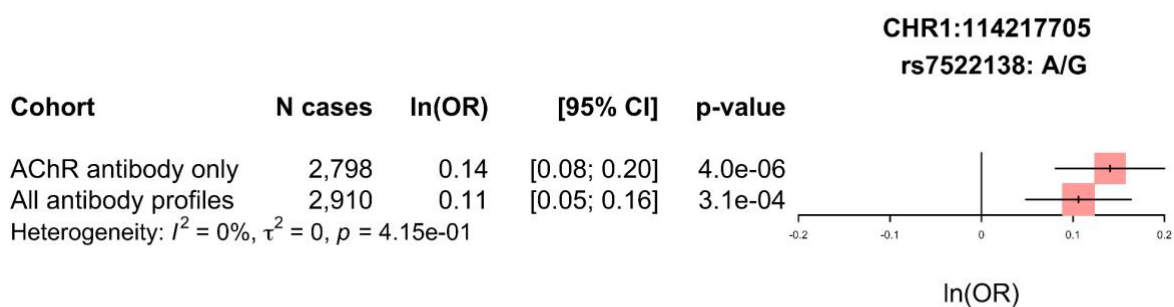 CHR1:114217705
rs7522138: A/G
Cohort N cases ln(OR) [95% CI] p-value
AChR antibody only 2,798 0.14 [0.08; 0.20] 4.0e-06
All antibody profiles 2,910 0.11 [0.05; 0.16] 3.1e-04
Heterogeneity: I² = 0%, τ² = 0, p = 4.15e-01
-0.2 -0.1 0 0.1 0.2
ln(OR)